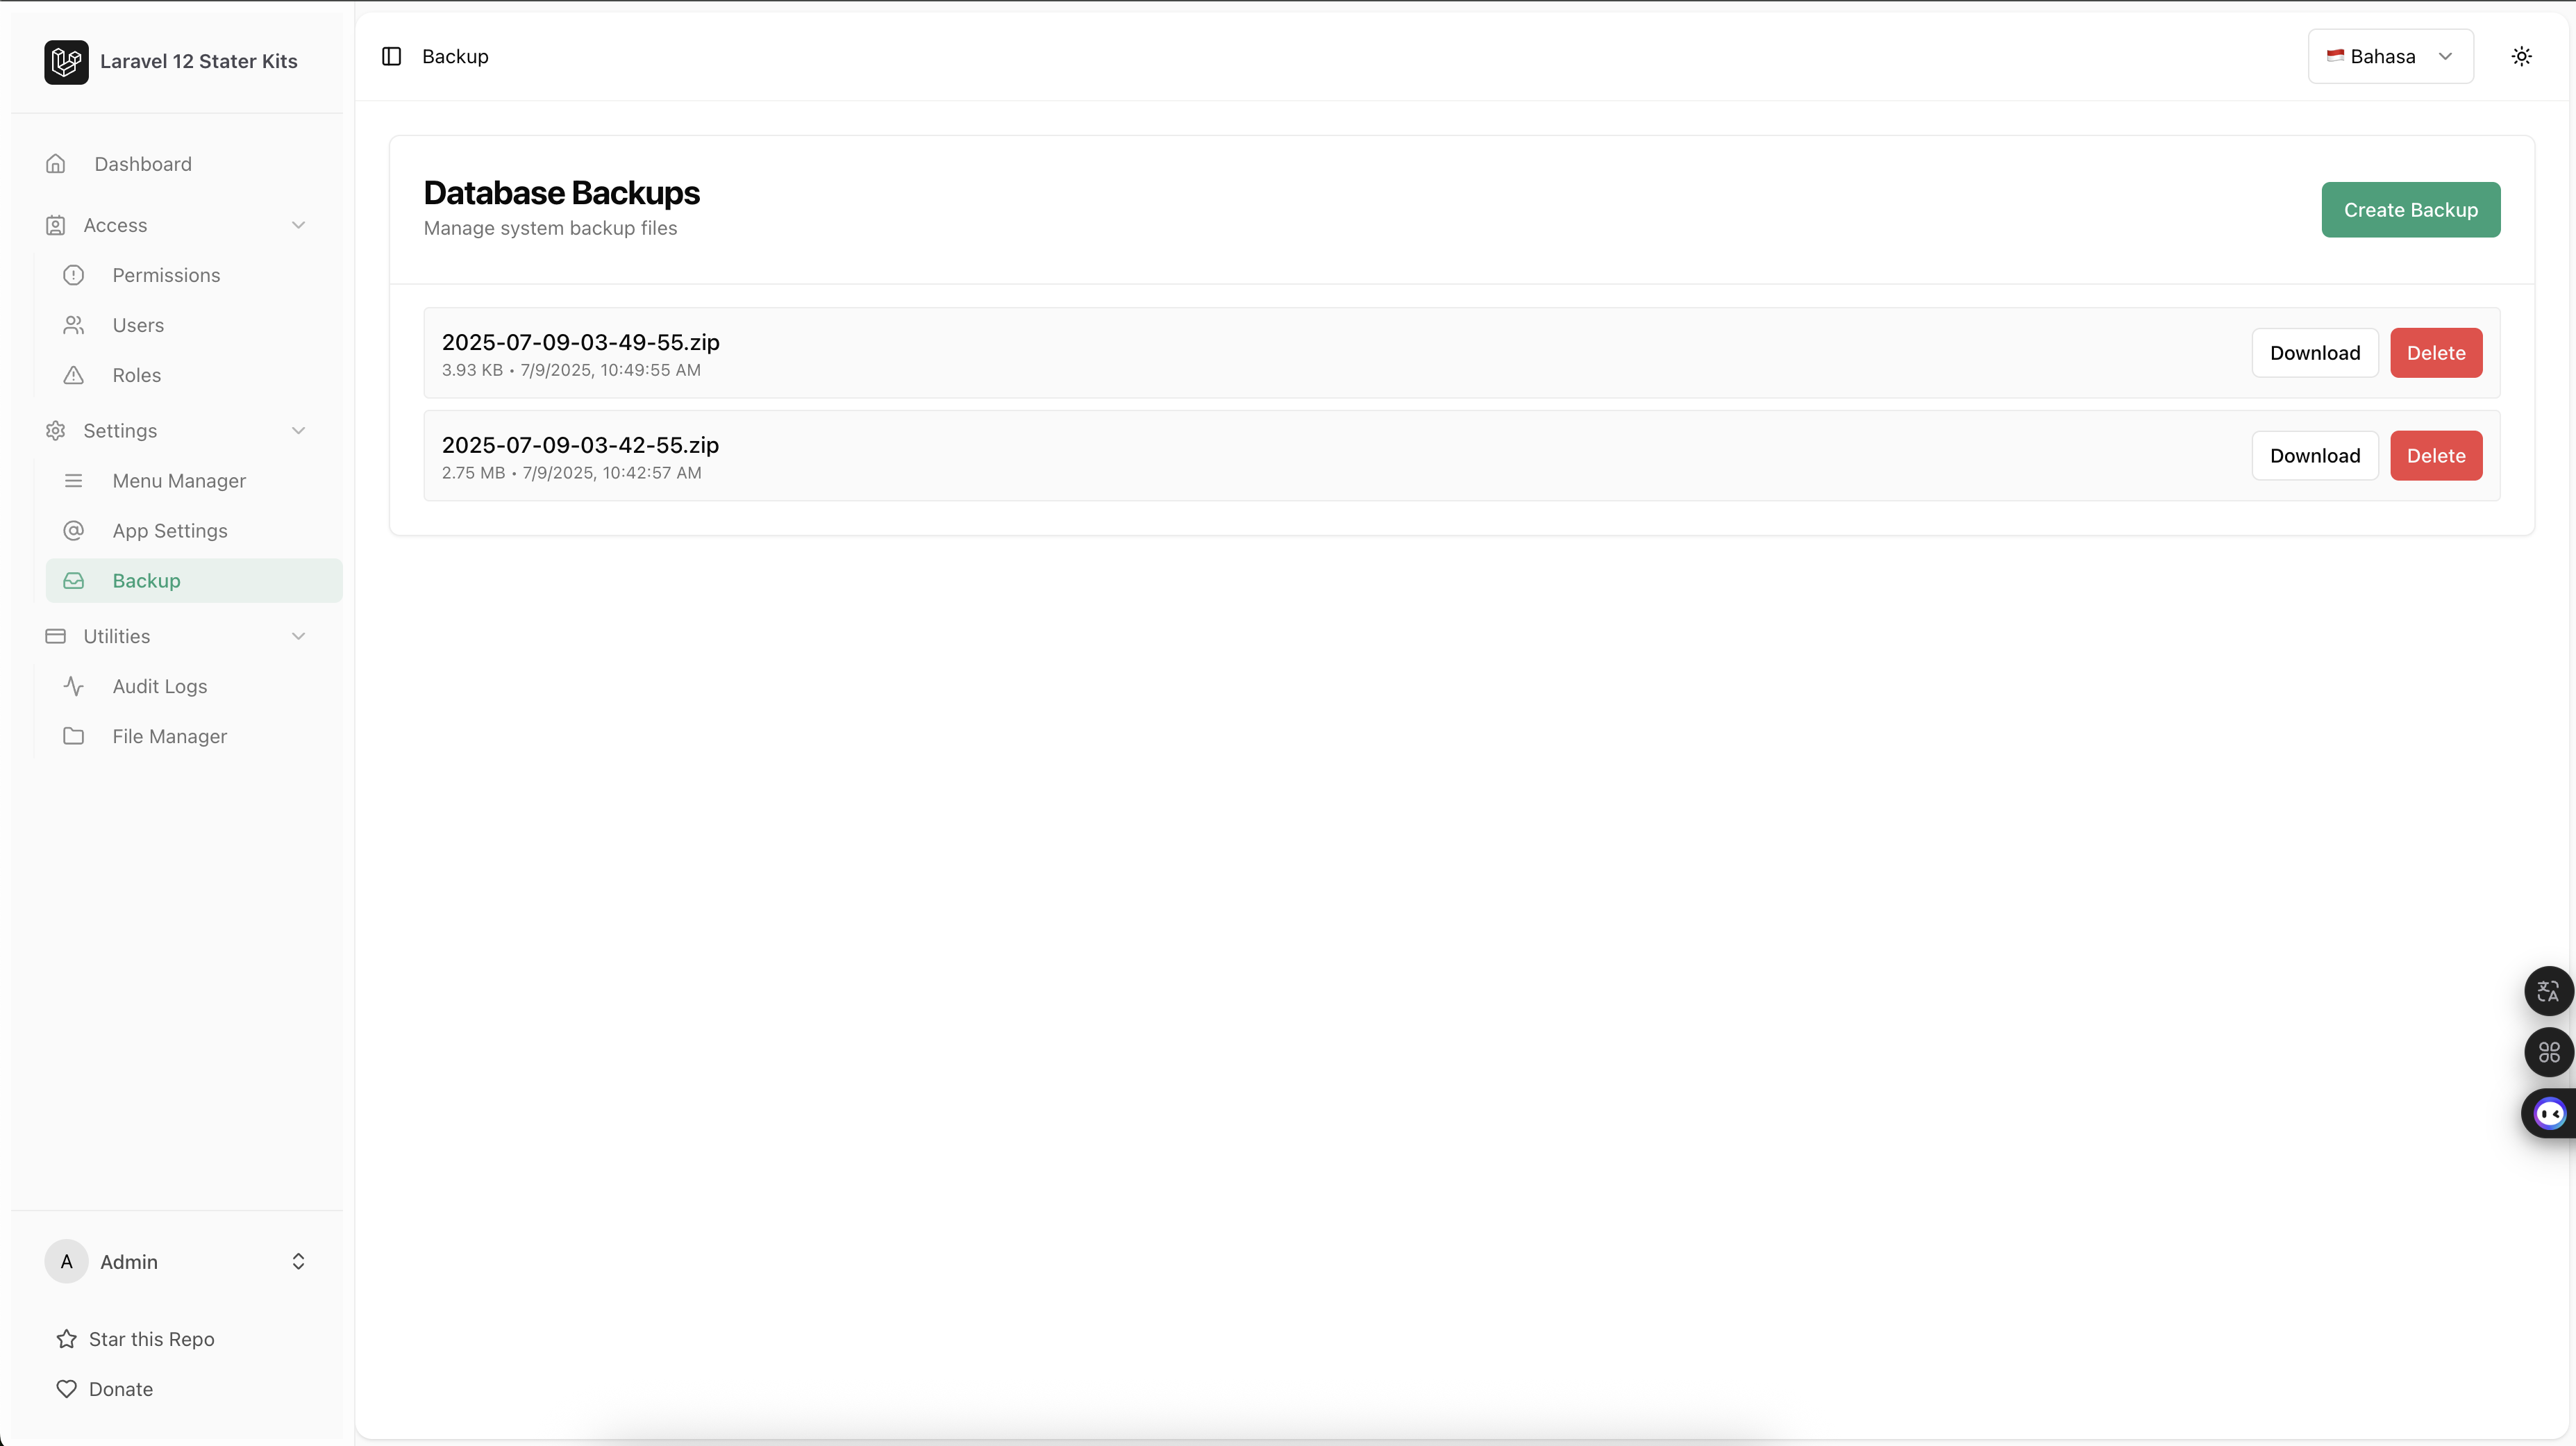 Laravel 12 Stater Kits
Dashboard
Access
Permissions
Users
Roles
Settings
Menu Manager
App Settings
Backup
Utilities
Audit Logs
File Manager
A Admin
Star this Repo
Donate
Backup
Bahasa
Database Backups
Manage system backup files
Create Backup
2025-07-09-03-49-55.zip
3.93 KB • 7/9/2025, 10:49:55 AM
Download Delete
2025-07-09-03-42-55.zip
2.75 MB • 7/9/2025, 10:42:57 AM
Download Delete